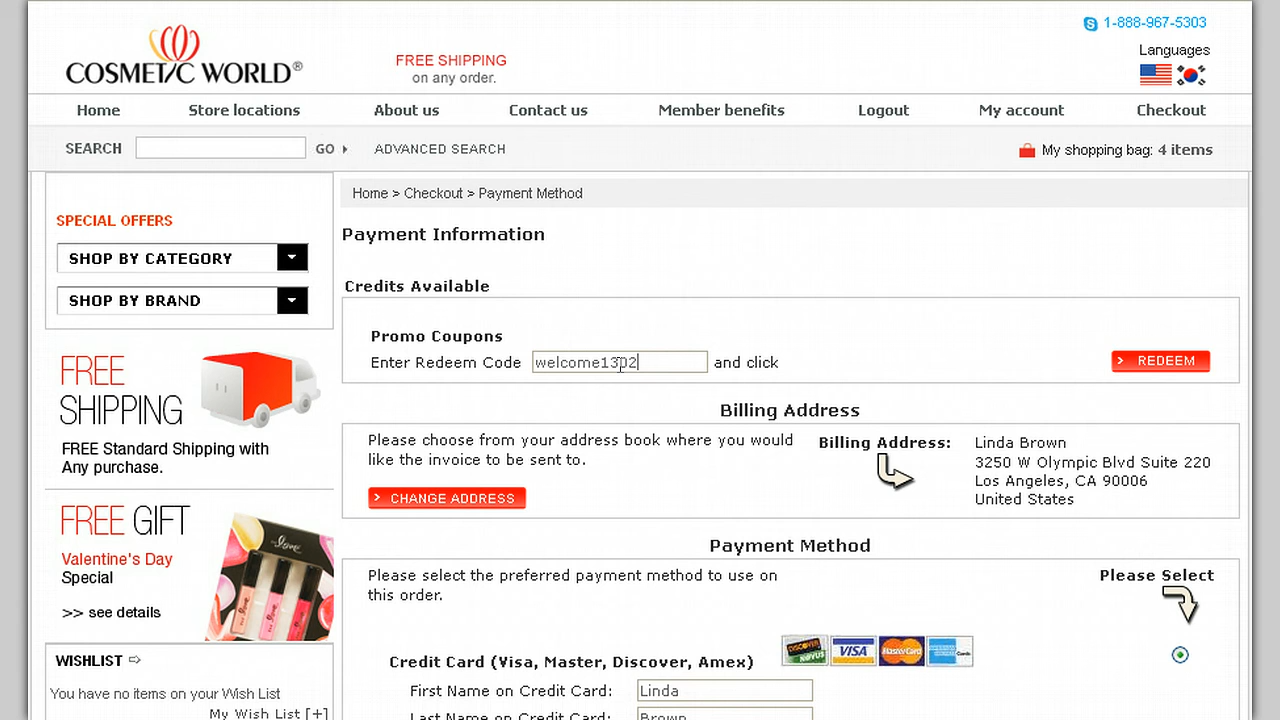 1-888-967-5303
COSMETIC WORLD®
FREE SHIPPING
on any order.
Languages
Home Store locations About us Contact us Member benefits Logout My account Checkout
SEARCH GO ADVANCED SEARCH My shopping bag: 4 items
SPECIAL OFFERS
SHOP BY CATEGORY
SHOP BY BRAND
FREE
SHIPPING
FREE Standard Shipping with
Any purchase.
FREE GIFT
Valentine's Day
Special
>> see details
WISHLIST
You have no items on your Wish List
My Wish List [+]
Home > Checkout > Payment Method
Payment Information
Credits Available
Promo Coupons
Enter Redeem Code welcome1302 and click REDEEM
Billing Address
Please choose from your address book where you would
like the invoice to be sent to.
CHANGE ADDRESS
Billing Address:
Linda Brown
3250 W Olympic Blvd Suite 220
Los Angeles, CA 90006
United States
Payment Method
Please select the preferred payment method to use on
this order.
Please Select
DISCOVER NOVUS VISA MasterCard
Credit Card (Visa, Master, Discover, Amex)
First Name on Credit Card: Linda
Last Name on Credit Card: Brown